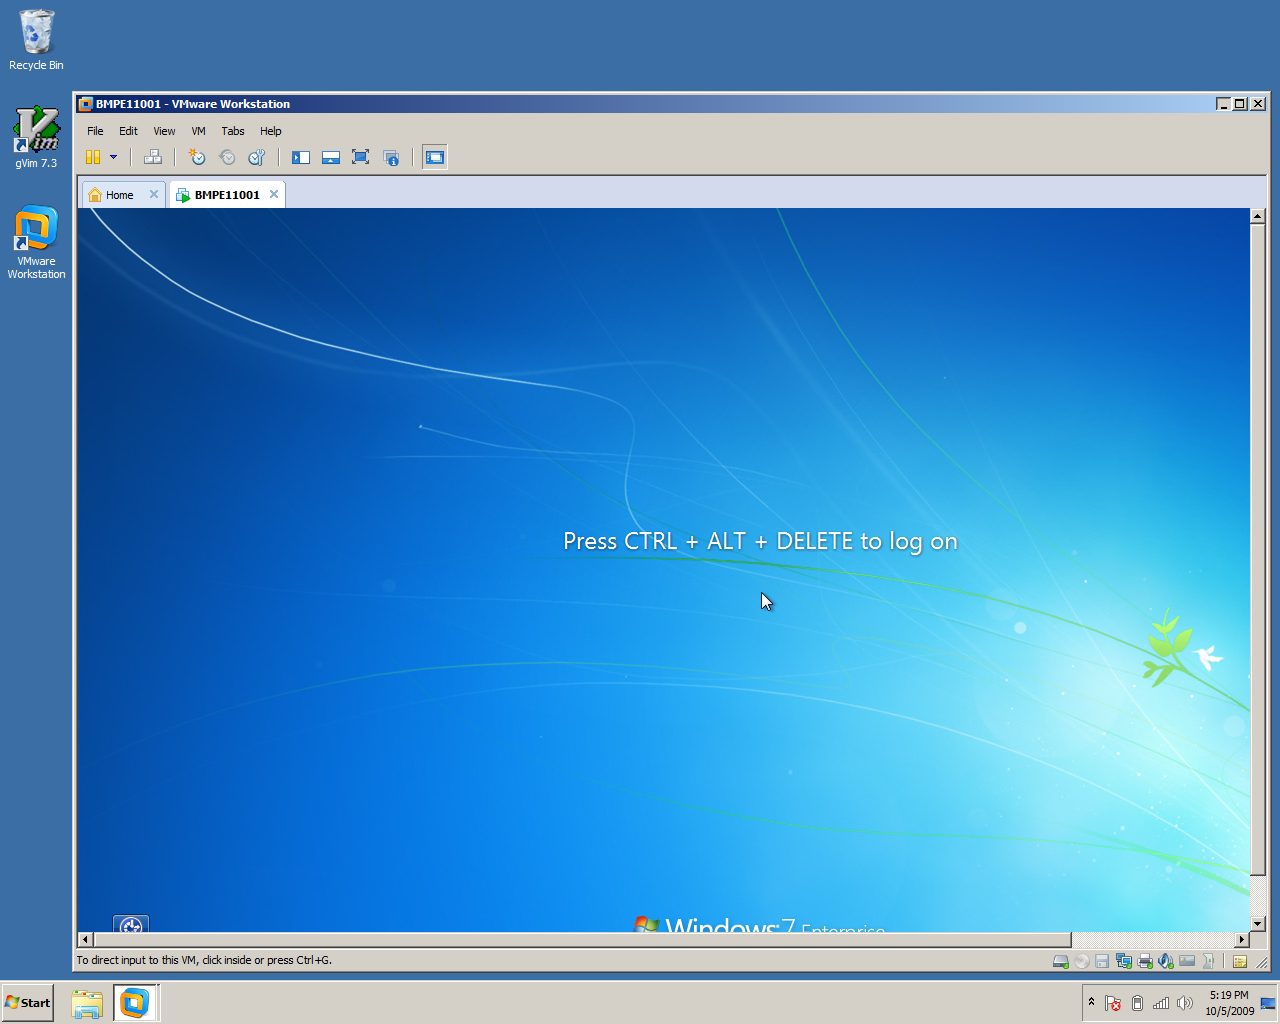 Recycle Bin
gVim 7.3
VMware
Workstation
BMPE11001 - VMware Workstation
File Edit View VM Tabs Help
Home BMPE11001
Press CTRL + ALT + DELETE to log on
Windows 7 Enterprise
To direct input to this VM, click inside or press Ctrl+G.
Start
5:19 PM
10/5/2009